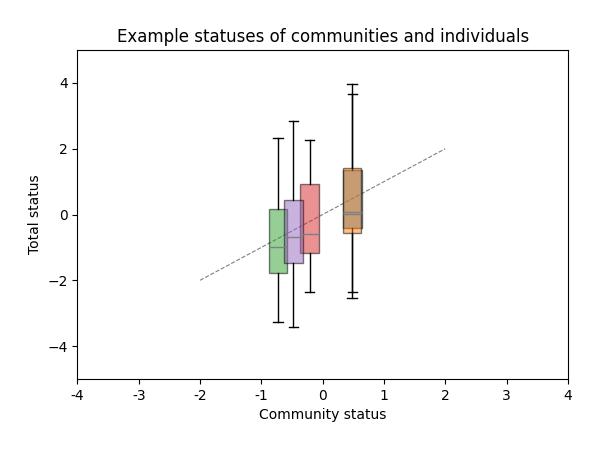 Example statuses of communities and individuals
Total status
4
2
0
−2
−4
-4 -3 -2 -1 0 1 2 3 4
Community status